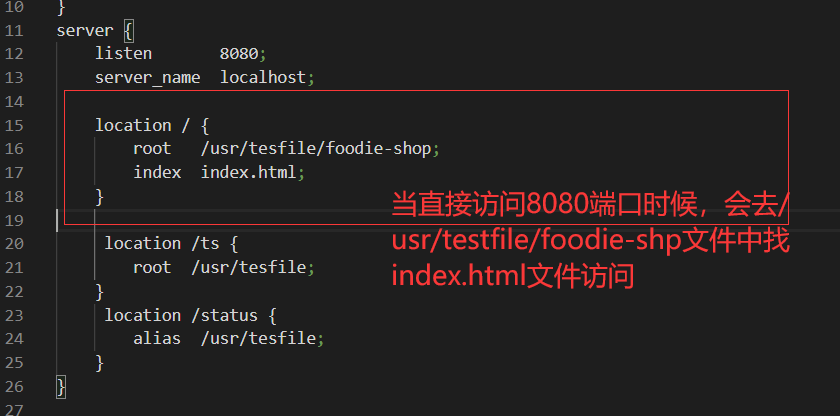 10 }
11 server {
12 listen 8080;
13 server_name localhost;
14
15 location / {
16 root /usr/tesfile/foodie-shop;
17 index index.html;
18 }
19
20 location /ts {
21 root /usr/tesfile;
22 }
23 location /status {
24 alias /usr/tesfile;
25 }
26 }
27
当直接访问8080端口时候，会去/
usr/testfile/foodie-shp文件中找
index.html文件访问